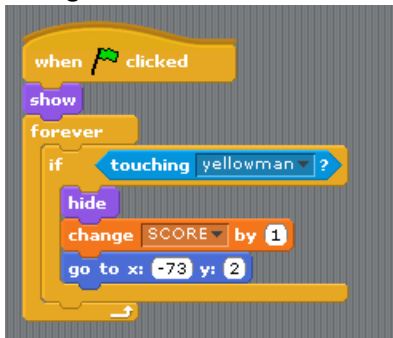 when clicked
show
forever
if touching yellowman ?
hide
change SCORE by 1
go to x: -73 y: 2